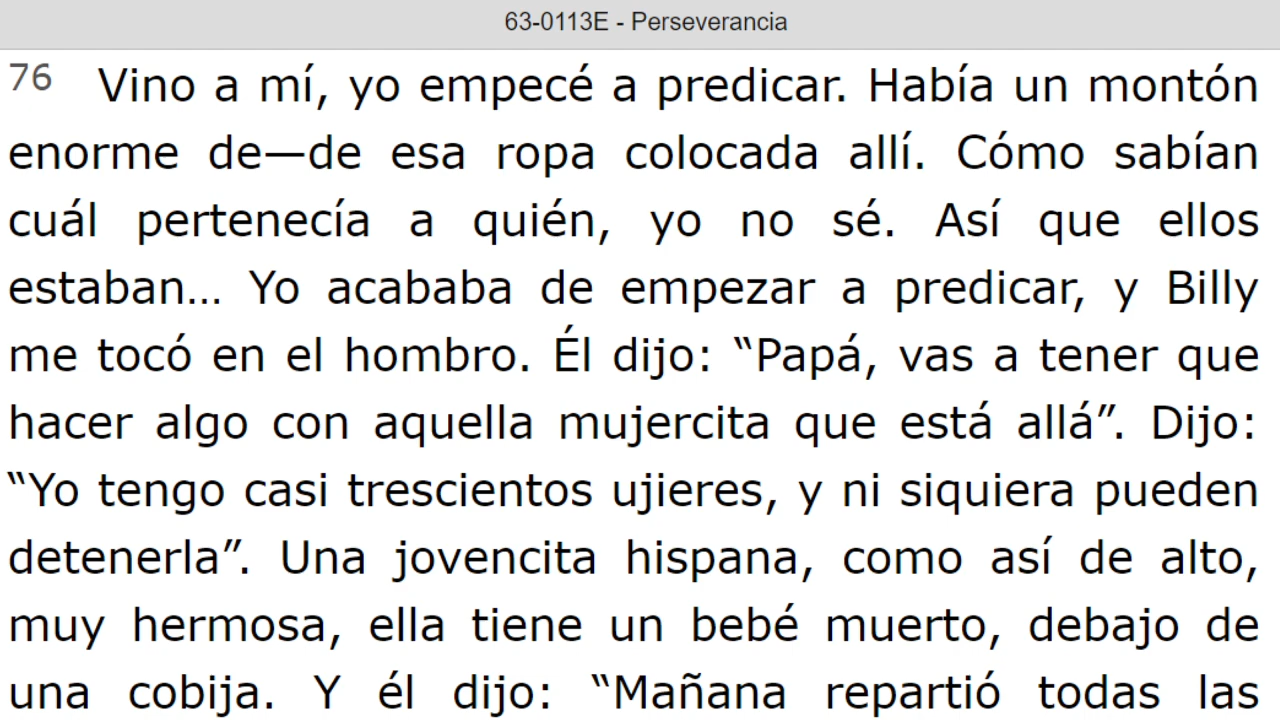 63-0113E - Perseverancia
76 Vino a mí, yo empecé a predicar. Había un montón
enorme de—de esa ropa colocada allí. Cómo sabían
cuál pertenecía a quién, yo no sé. Así que ellos
estaban... Yo acababa de empezar a predicar, y Billy
me tocó en el hombro. Él dijo: “Papá, vas a tener que
hacer algo con aquella mujercita que está allá”. Dijo:
“Yo tengo casi trescientos ujieres, y ni siquiera pueden
detenerla”. Una jovencita hispana, como así de alto,
muy hermosa, ella tiene un bebé muerto, debajo de
una cobija. Y él dijo: “Mañana repartió todas las